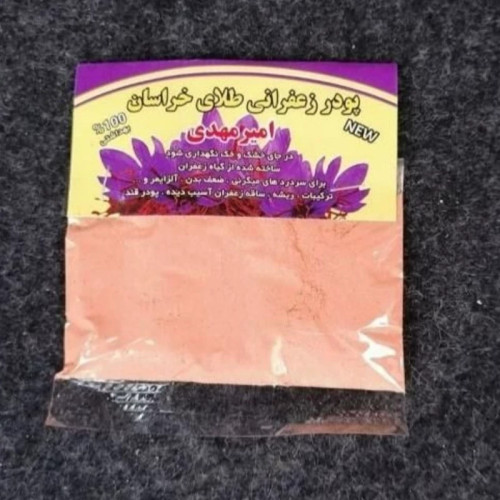 پودر زعفرانی طلای خراسان
امیرمهدی
100%
بهداشتی
NEW
در جای خشک و خنک نگهداری شود
ساخته شده از گیاه زعفران
برای سردرد های میگرنی . ضعف بدن . آلزایمر و
ترکیبات : ریشه . ساقه زعفران آسیب دیده . پودر قند